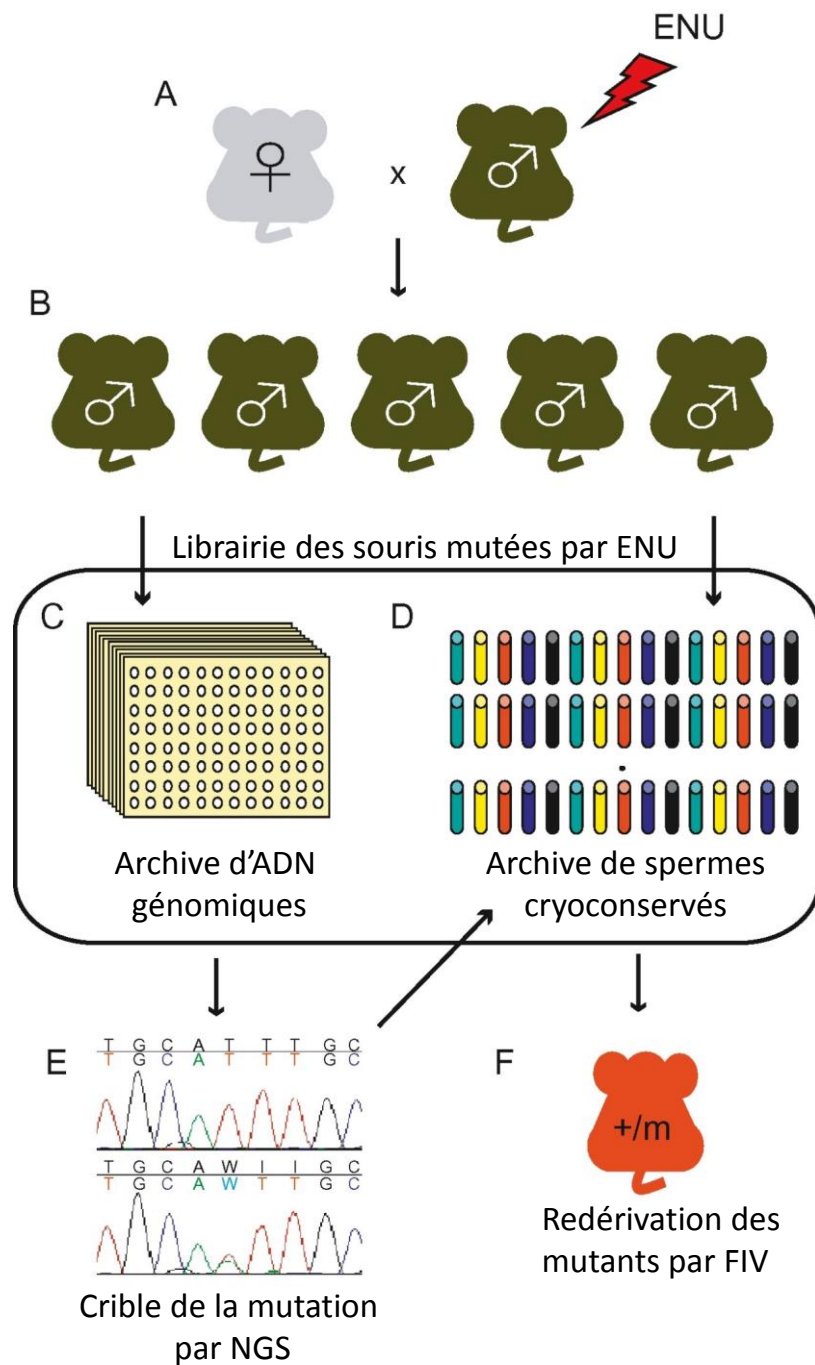 ENU
A
♀
x
♂
B
♂ ♂ ♂ ♂ ♂
Librairie des souris mutées par ENU
C
D
Archive d'ADN
génomiques
Archive de spermes
cryoconservés
E
T G C A T T T G C
T G C A T T T G C
T G C A W I I G C
T G C A W T T G C
Crible de la mutation
par NGS
F
+/m
Redérivation des
mutants par FIV